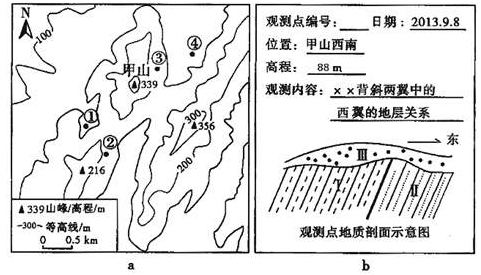 N
100
④
③
甲山
▲339
①
②
300
▲356
200
▲216
▲339山峰/高程/m
—300—等高线/m
0 0.5 km
a
观测点编号: 日期: 2013.9.8
位置: 甲山西南
高程: 88 m
观测内容: ××背斜两翼中的
西翼的地层关系
东
Ⅲ
Ⅰ
Ⅱ
观测点地质剖面示意图
b